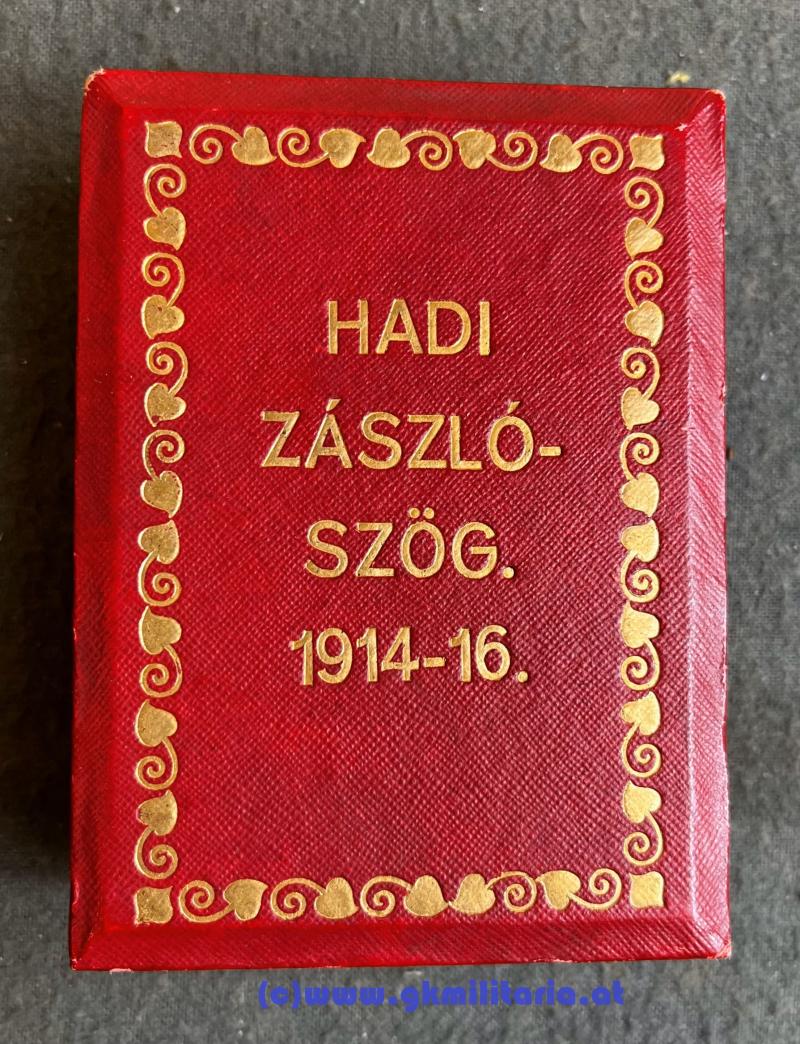 HADI
ZÁSZLÓ-
SZÖG.
1914-16.
(c)www.gkmilitaria.at